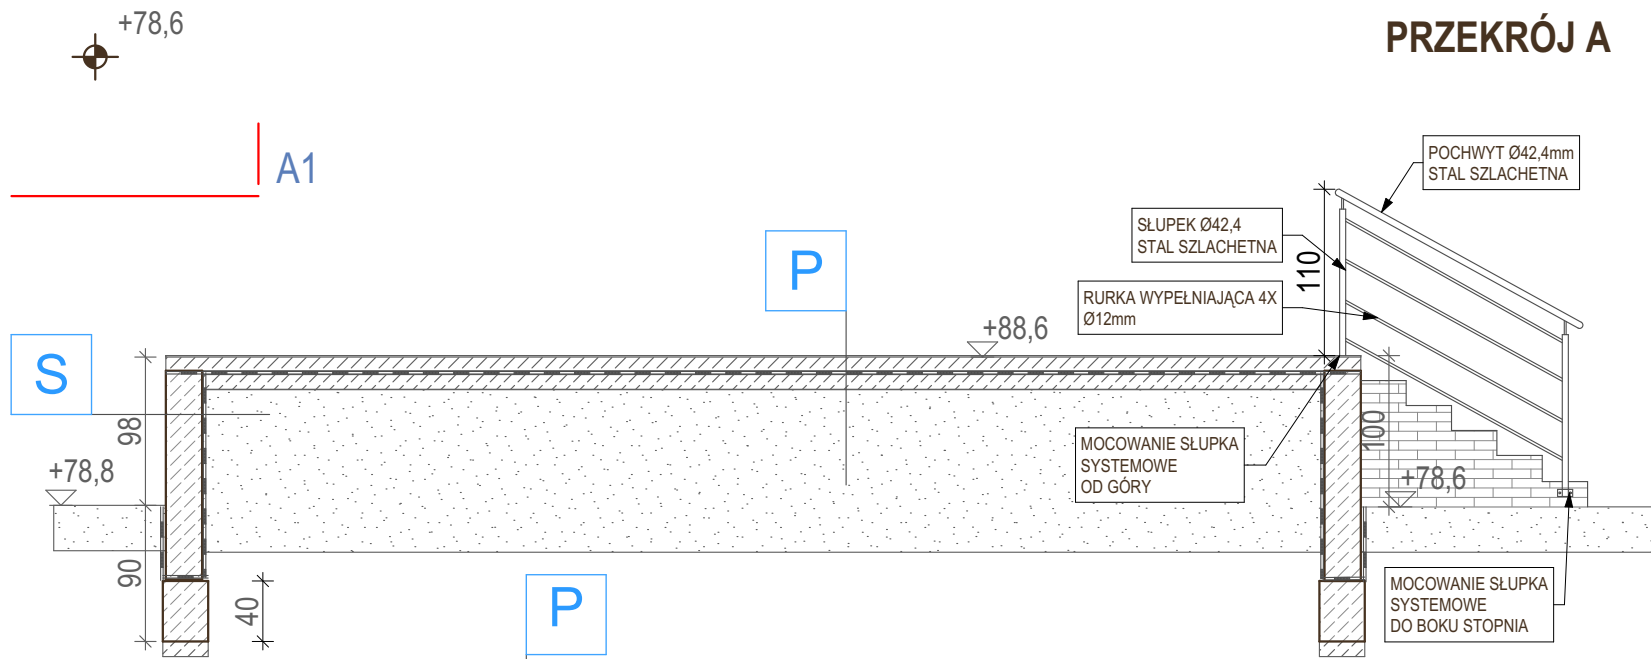 +78,6
PRZEKRÓJ A
A1
POCHWYT Ø42,4mm
STAL SZLACHETNA
SŁUPEK Ø42,4
STAL SZLACHETNA
110
P
RURKA WYPEŁNIAJĄCA 4X
Ø12mm
+88,6
S
98
100
MOCOWANIE SŁUPKA
SYSTEMOWE
OD GÓRY
+78,8
+78,6
90
40
P
MOCOWANIE SŁUPKA
SYSTEMOWE
DO BOKU STOPNIA